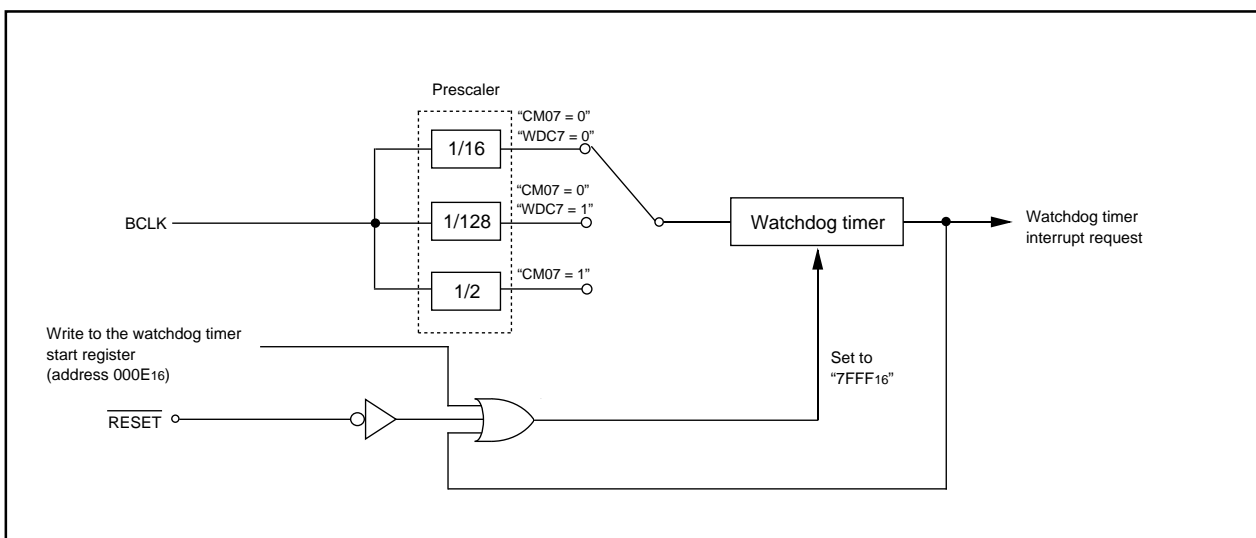 Prescaler
“CM07 = 0”
“WDC7 = 0”
1/16
“CM07 = 0”
“WDC7 = 1”
1/128
BCLK
Watchdog timer
Watchdog timer
interrupt request
“CM07 = 1”
1/2
Write to the watchdog timer
start register
(address 000E16)
Set to
“7FFF16”
RESET